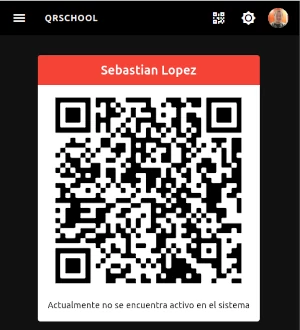 QRSCHOOL
Sebastian Lopez
Actualmente no se encuentra activo en el sistema